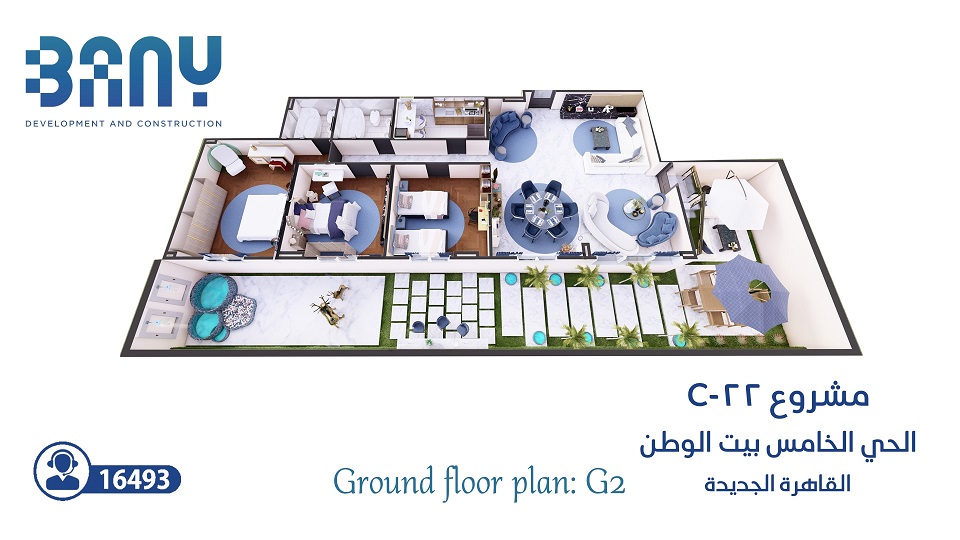 BANY
DEVELOPMENT AND CONSTRUCTION
مشروع C-٢٢
الحي الخامس بيت الوطن
القاهرة الجديدة
Ground floor plan: G2
16493